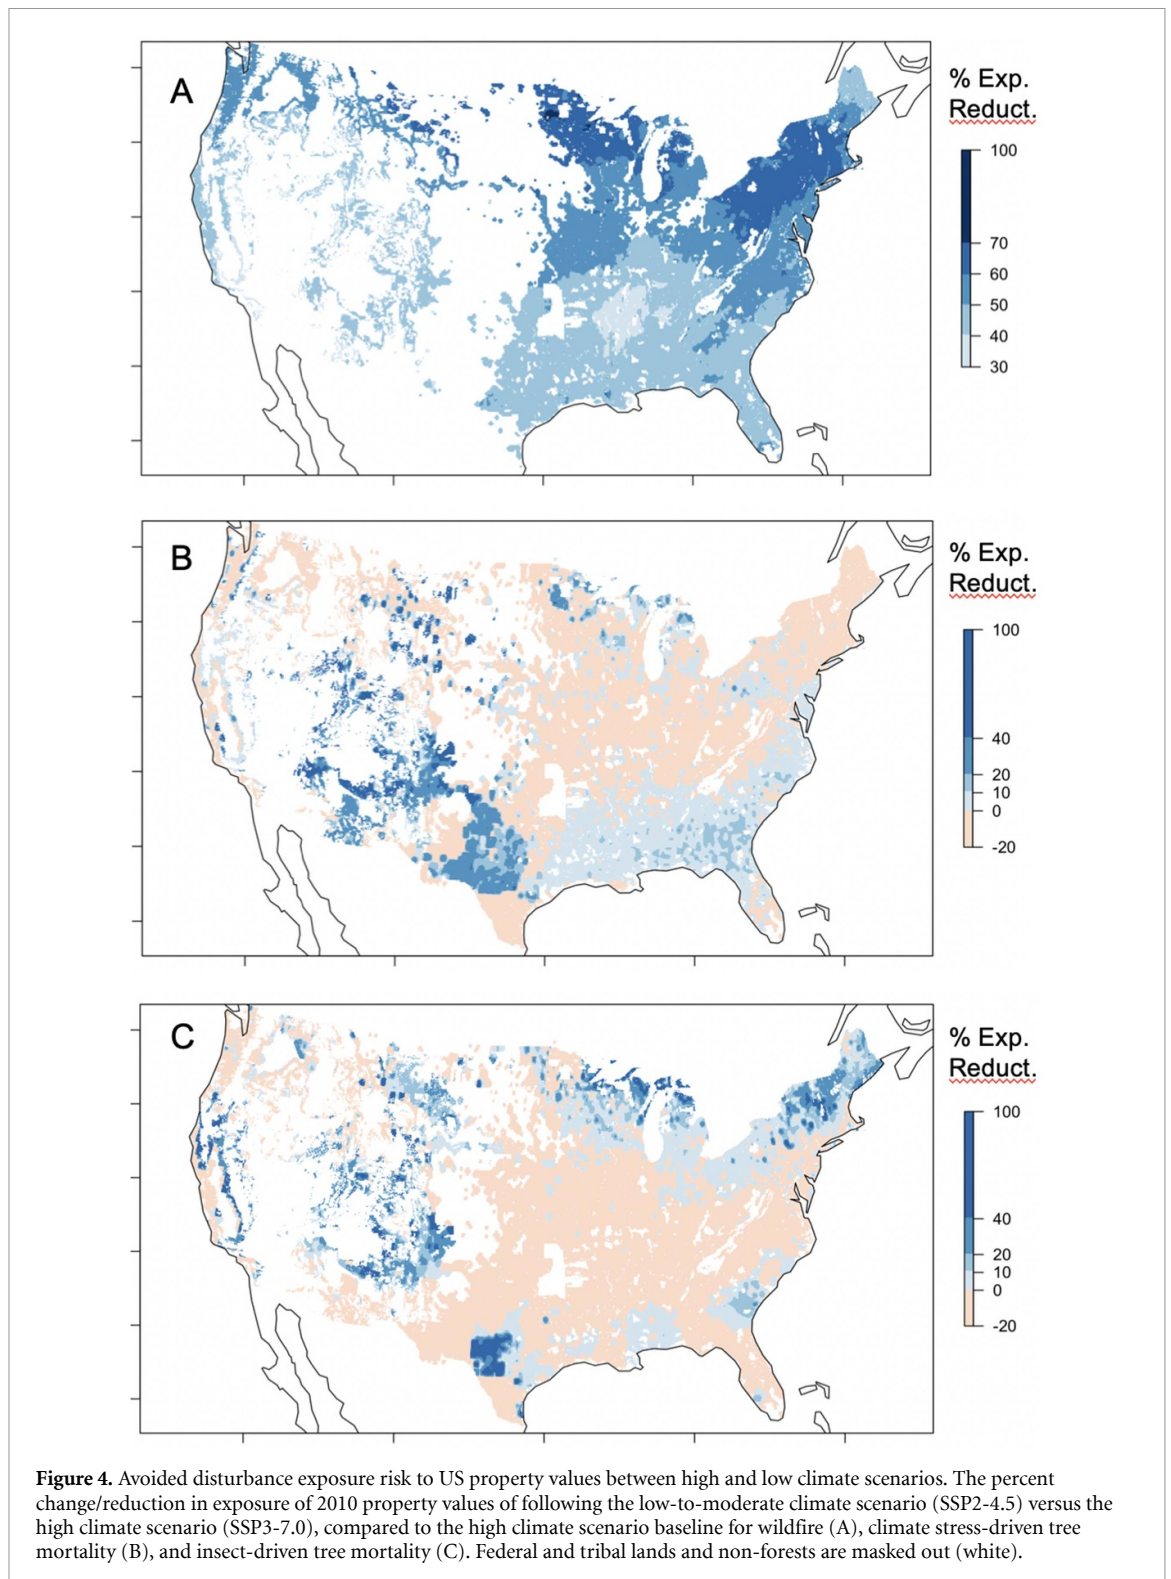 A
% Exp.
Reduct.
100
70
60
50
40
30
B
% Exp.
Reduct.
100
40
20
10
0
-20
C
% Exp.
Reduct.
100
40
20
10
0
-20
Figure 4. Avoided disturbance exposure risk to US property values between high and low climate scenarios. The percent
change/reduction in exposure of 2010 property values of following the low-to-moderate climate scenario (SSP2-4.5) versus the
high climate scenario (SSP3-7.0), compared to the high climate scenario baseline for wildfire (A), climate stress-driven tree
mortality (B), and insect-driven tree mortality (C). Federal and tribal lands and non-forests are masked out (white).